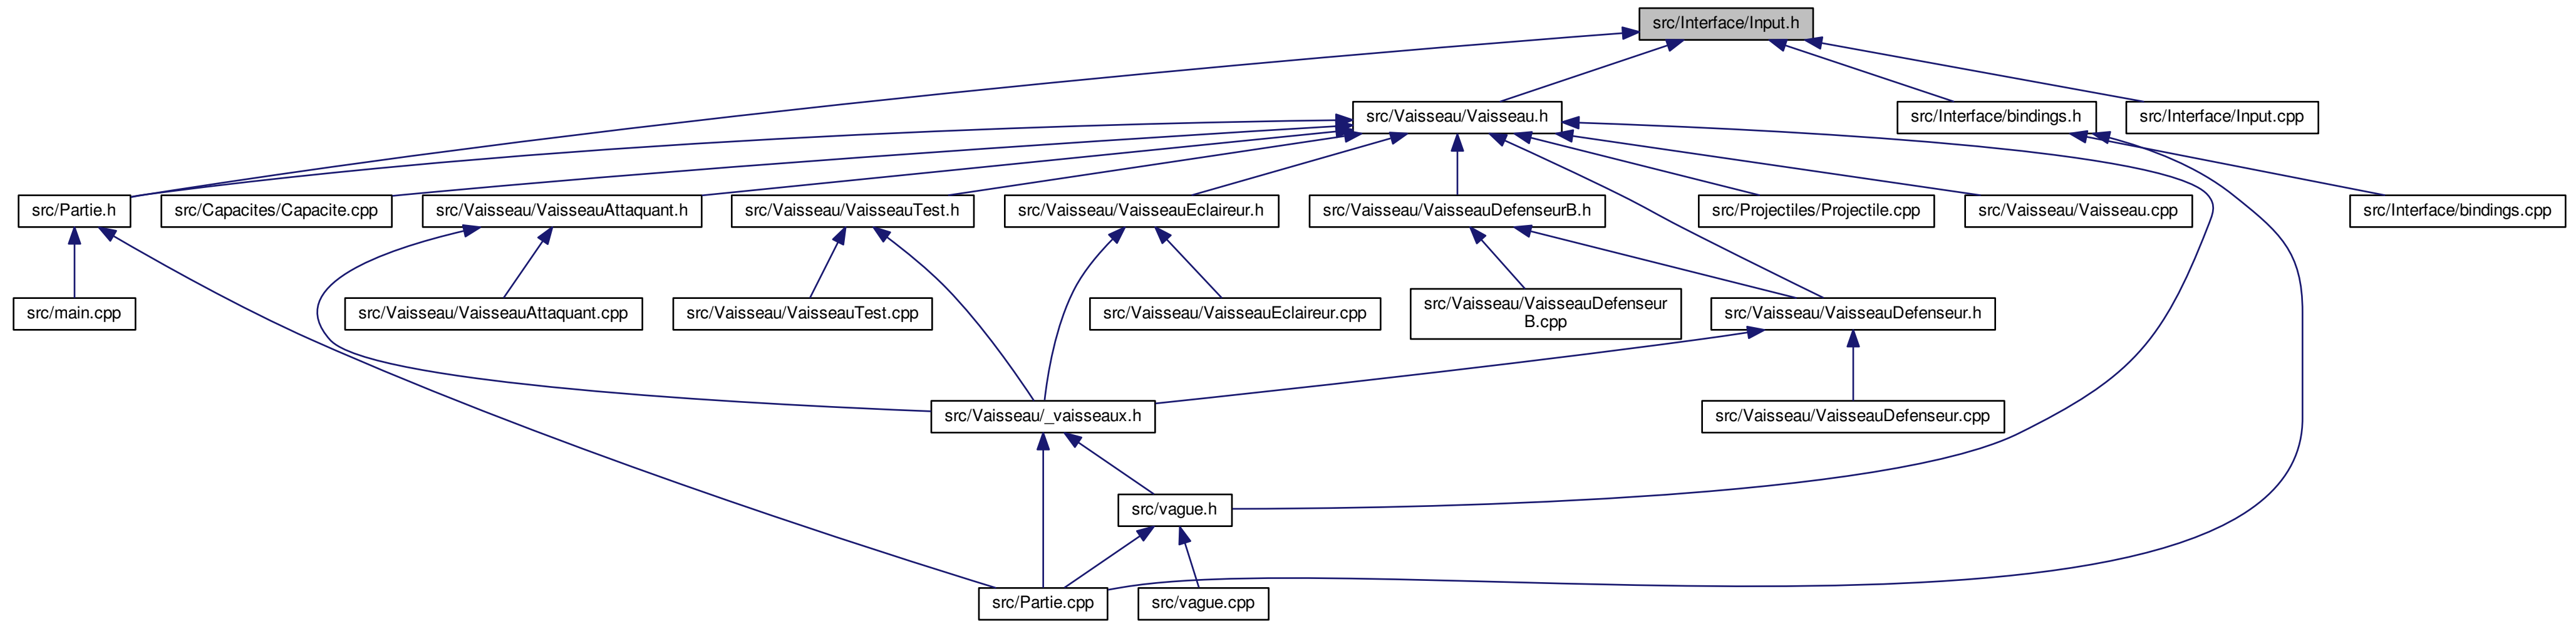 src/Interface/Input.h
src/Vaisseau/Vaisseau.h
src/Interface/bindings.h
src/Interface/Input.cpp
src/Partie.h
src/Capacites/Capacite.cpp
src/Vaisseau/VaisseauAttaquant.h
src/Vaisseau/VaisseauTest.h
src/Vaisseau/VaisseauEclaireur.h
src/Vaisseau/VaisseauDefenseurB.h
src/Projectiles/Projectile.cpp
src/Vaisseau/Vaisseau.cpp
src/Interface/bindings.cpp
src/main.cpp
src/Vaisseau/VaisseauAttaquant.cpp
src/Vaisseau/VaisseauTest.cpp
src/Vaisseau/VaisseauEclaireur.cpp
src/Vaisseau/VaisseauDefenseur
B.cpp
src/Vaisseau/VaisseauDefenseur.h
src/Vaisseau/_vaisseaux.h
src/Vaisseau/VaisseauDefenseur.cpp
src/vague.h
src/Partie.cpp
src/vague.cpp